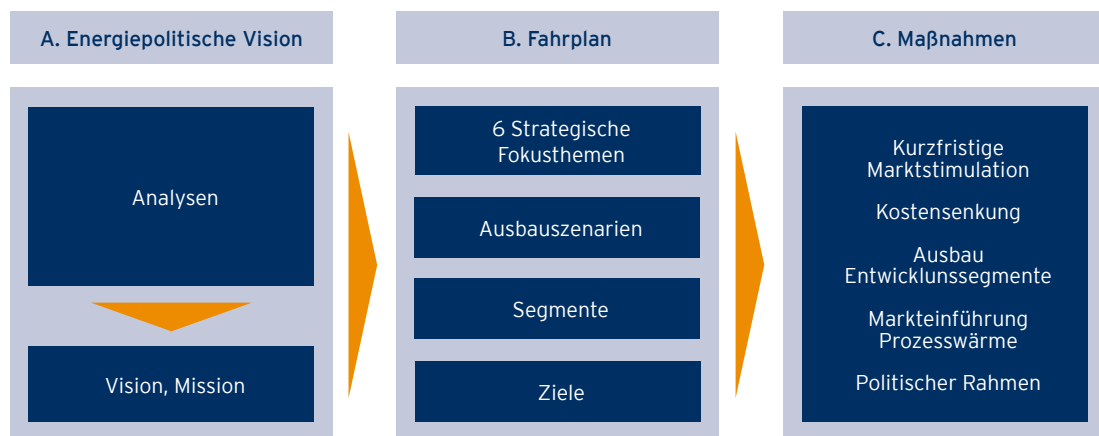 A. Energiepolitische Vision
Analysen
Vision, Mission
B. Fahrplan
6 Strategische
Fokusthemen
Ausbauszenarien
Segmente
Ziele
C. Maßnahmen
Kurzfristige
Marktstimulation
Kostensenkung
Ausbau
Entwicklunssegmente
Markteinführung
Prozesswärme
Politischer Rahmen